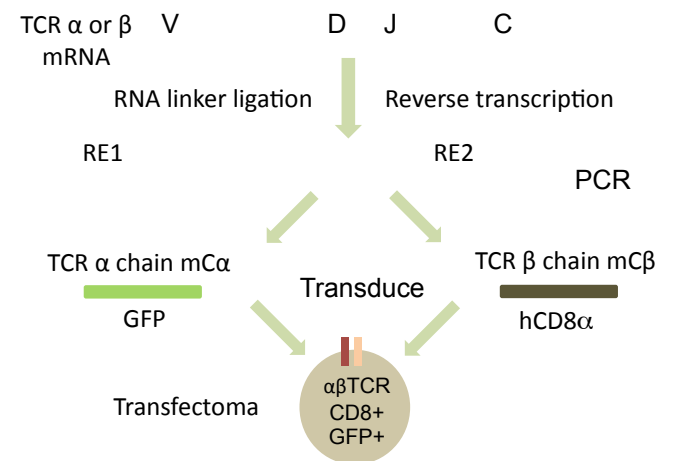 TCR α or β V D J C
mRNA
RNA linker ligation Reverse transcription
RE1 RE2
PCR
TCR α chain mCα TCR β chain mCβ
Transduce
GFP hCD8α
αβTCR
Transfectoma CD8+
GFP+